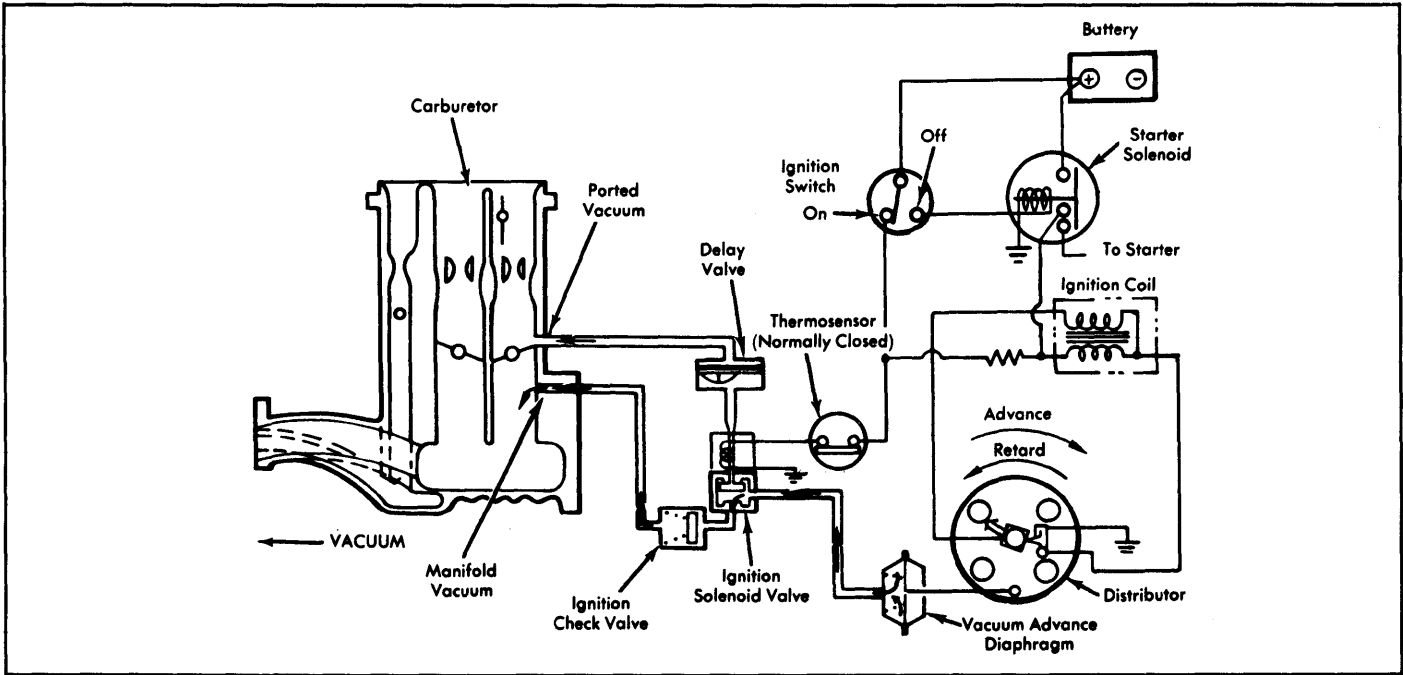 Battery
+
-
Carburetor
Off
Starter
Solenoid
Ignition
Switch
Ported
Vacuum
On
Delay
Valve
To Starter
Ignition Coil
Thermosensor
(Normally Closed)
Advance
Retard
VACUUM
Manifold
Vacuum
Ignition
Check Valve
Ignition
Solenoid Valve
Distributor
Vacuum Advance
Diaphragm